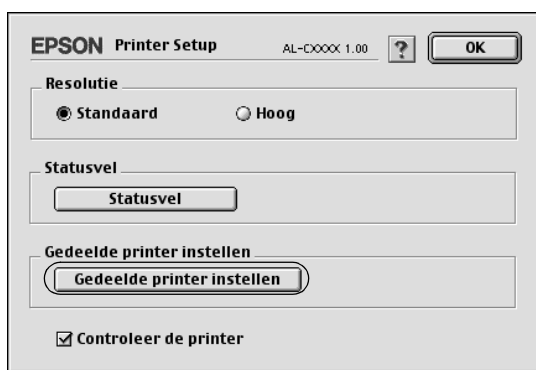 EPSON Printer Setup AL-CXXXX 1.00 ? OK
Resolutie
Standaard Hoog
Statusvel
Statusvel
Gedeelde printer instellen
Gedeelde printer instellen
Controleer de printer